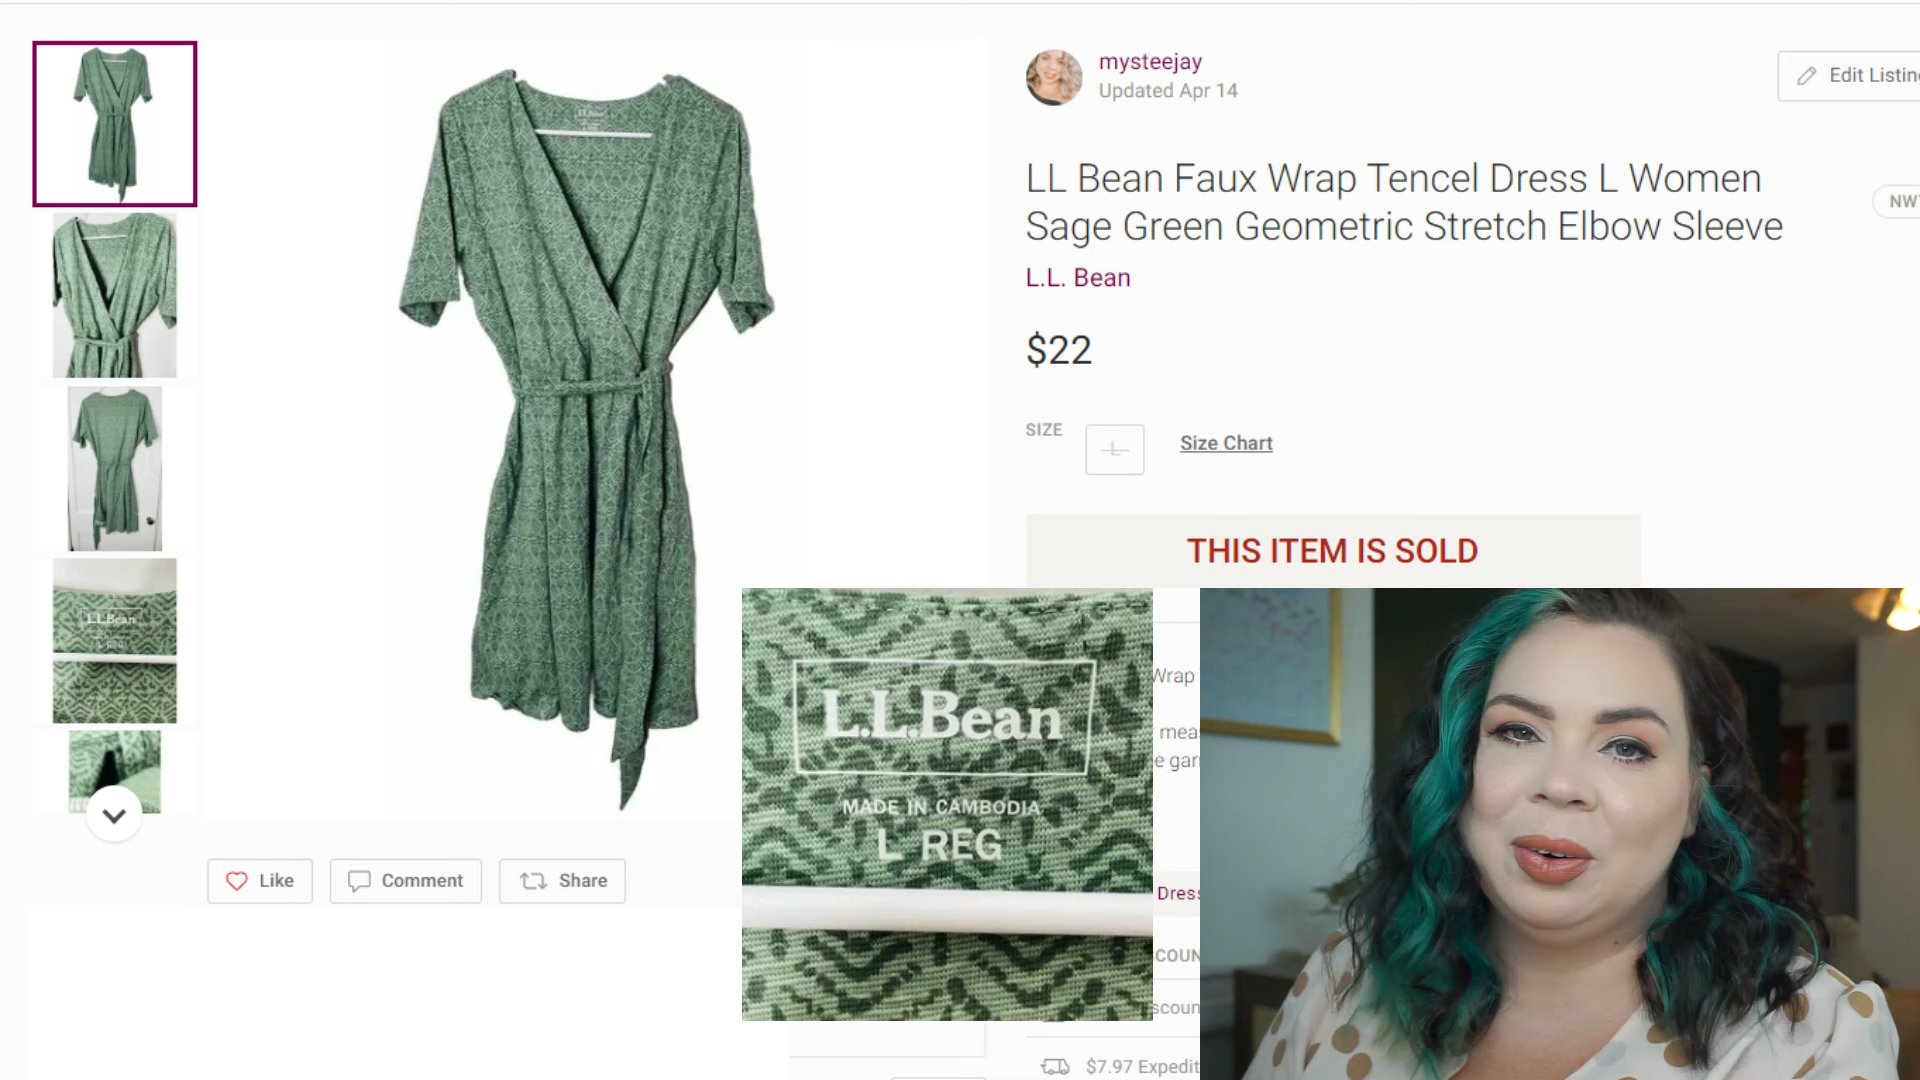 mysteejay
Updated Apr 14
Edit Listin
LL Bean Faux Wrap Tencel Dress L Women
Sage Green Geometric Stretch Elbow Sleeve
NW
L.L. Bean
$22
SIZE
L
Size Chart
THIS ITEM IS SOLD
L.L.Bean
MADE IN CAMBODIA
L REG
L.L.Bean
Wrap
mea
e gar
Dress
COUN
scoun
$7.97 Expedit
Like
Comment
Share